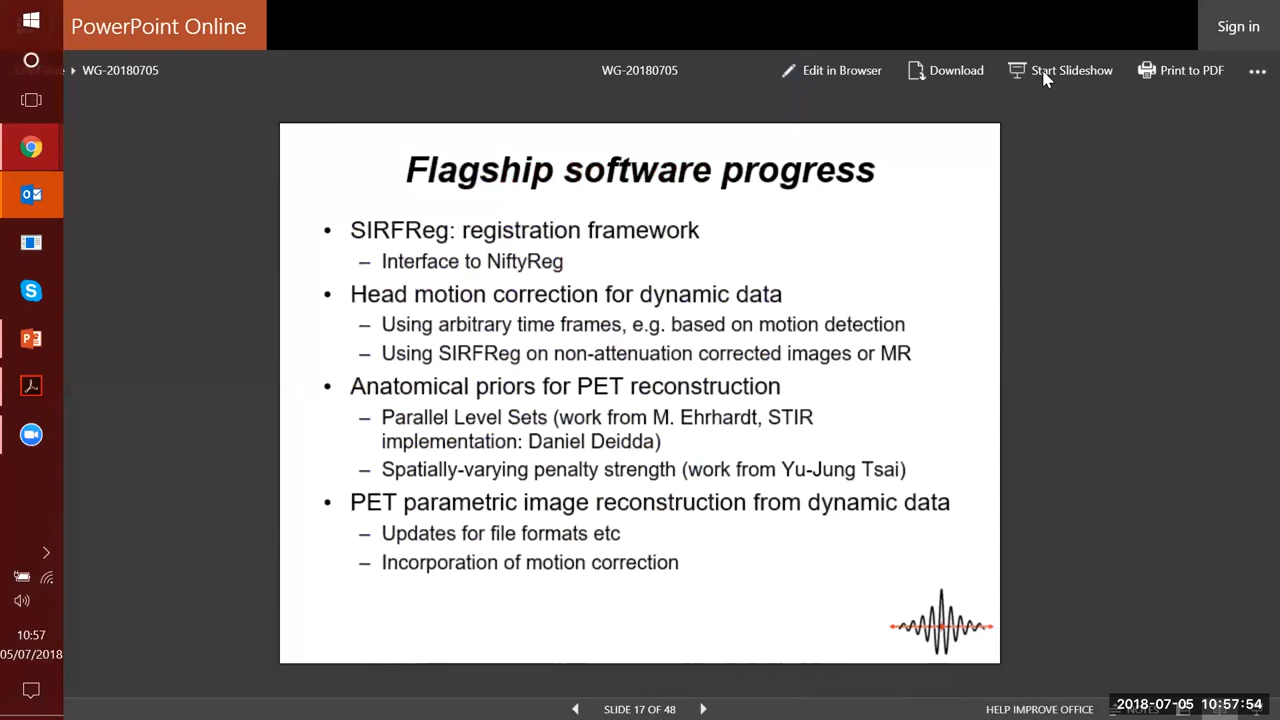 PowerPoint Online
Sign in
WG-20180705
WG-20180705
Edit in Browser
Download
Start Slideshow
Print to PDF
Flagship software progress
• SIRFReg: registration framework
– Interface to NiftyReg
• Head motion correction for dynamic data
– Using arbitrary time frames, e.g. based on motion detection
– Using SIRFReg on non-attenuation corrected images or MR
• Anatomical priors for PET reconstruction
– Parallel Level Sets (work from M. Ehrhardt, STIR
implementation: Daniel Deidda)
– Spatially-varying penalty strength (work from Yu-Jung Tsai)
• PET parametric image reconstruction from dynamic data
– Updates for file formats etc
– Incorporation of motion correction
10:57
05/07/2018
SLIDE 17 OF 48
HELP IMPROVE OFFICE
2018-07-05 10:57:54